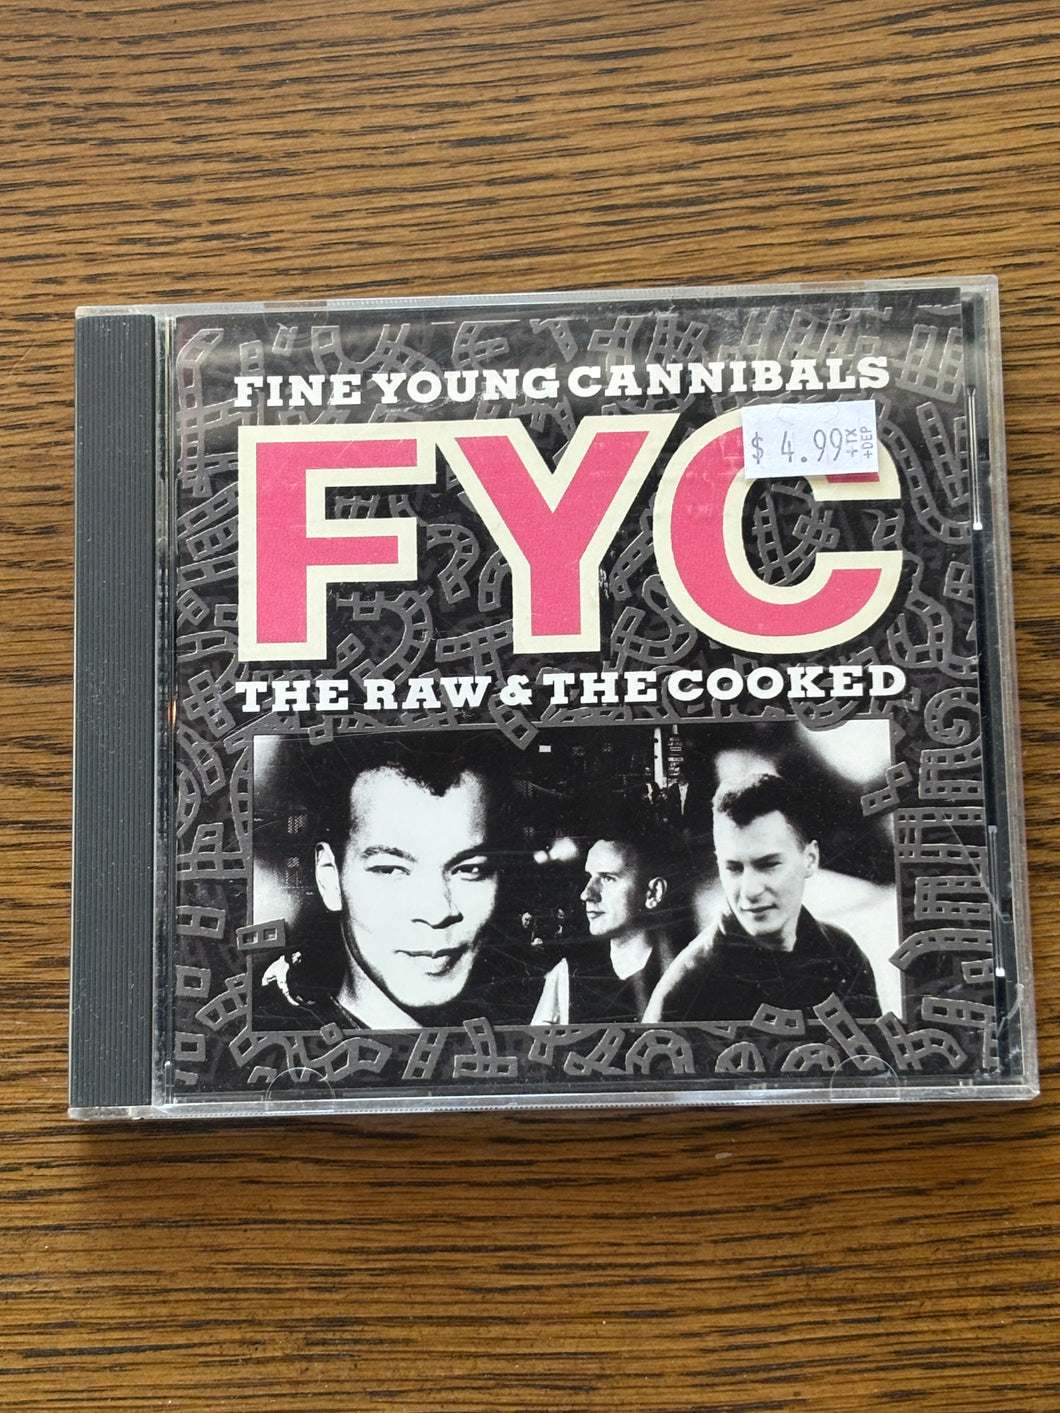 FINE YOUNG CANNIBALS
FYC
$ 4.99 +TX
+DEP
THE RAW & THE COOKED